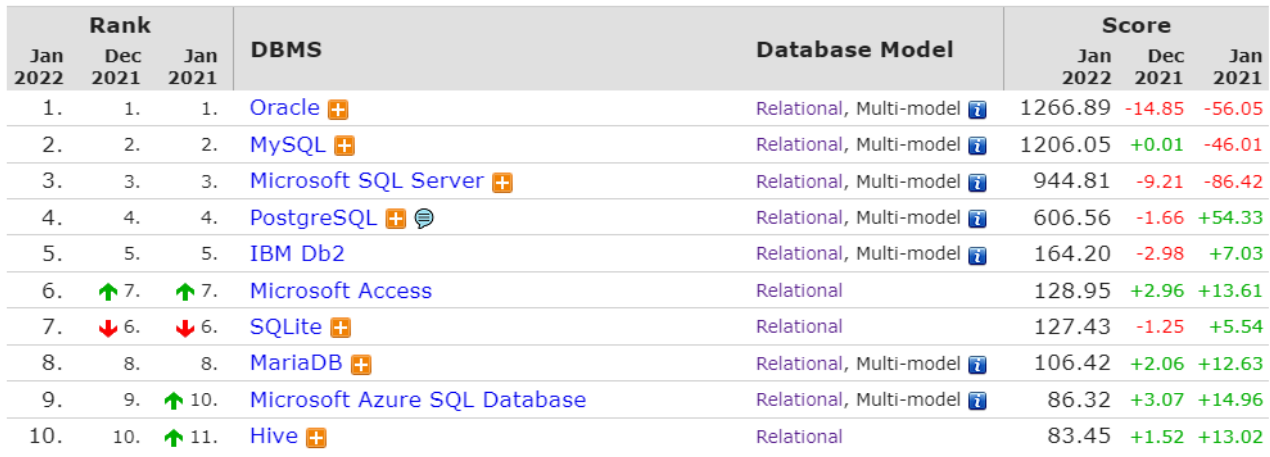 Rank Score
DBMS Database Model
Jan Dec Jan Jan Dec Jan
2022 2021 2021 2022 2021 2021
1. 1. 1. Oracle + Relational, Multi-model i 1266.89 -14.85 -56.05
2. 2. 2. MySQL + Relational, Multi-model i 1206.05 +0.01 -46.01
3. 3. 3. Microsoft SQL Server + Relational, Multi-model i 944.81 -9.21 -86.42
4. 4. 4. PostgreSQL + Relational, Multi-model i 606.56 -1.66 +54.33
5. 5. 5. IBM Db2 Relational, Multi-model i 164.20 -2.98 +7.03
6. 7. 7. Microsoft Access Relational 128.95 +2.96 +13.61
7. 6. 6. SQLite + Relational 127.43 -1.25 +5.54
8. 8. 8. MariaDB + Relational, Multi-model i 106.42 +2.06 +12.63
9. 9. 10. Microsoft Azure SQL Database Relational, Multi-model i 86.32 +3.07 +14.96
10. 10. 11. Hive + Relational 83.45 +1.52 +13.02